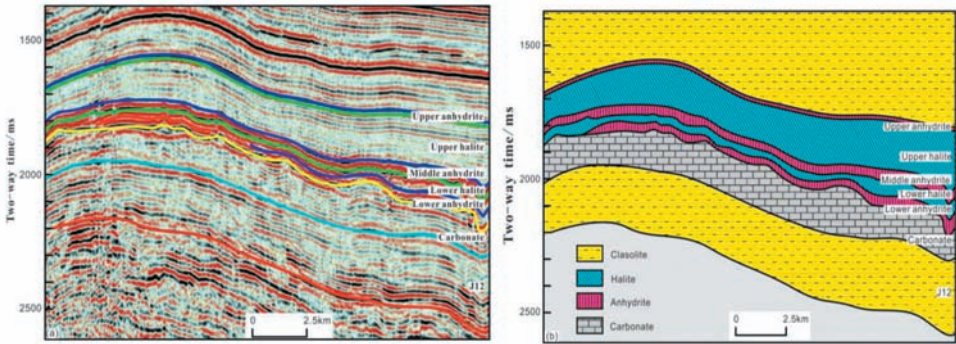 Two-way time/ms
1500
2000
2500
Upper anhydrite
Upper halite
Middle anhydrite
Lower halite
Lower anhydrite
Carbonate
J12
a)
0 2.5km
Two-way time/ms
1500
2000
2500
Upper anhydrite
Upper halite
Middle anhydrite
Lower halite
Lower anhydrite
Carbonate
J12
Clasolite
Halite
Anhydrite
Carbonate
(b)
0 2.5km